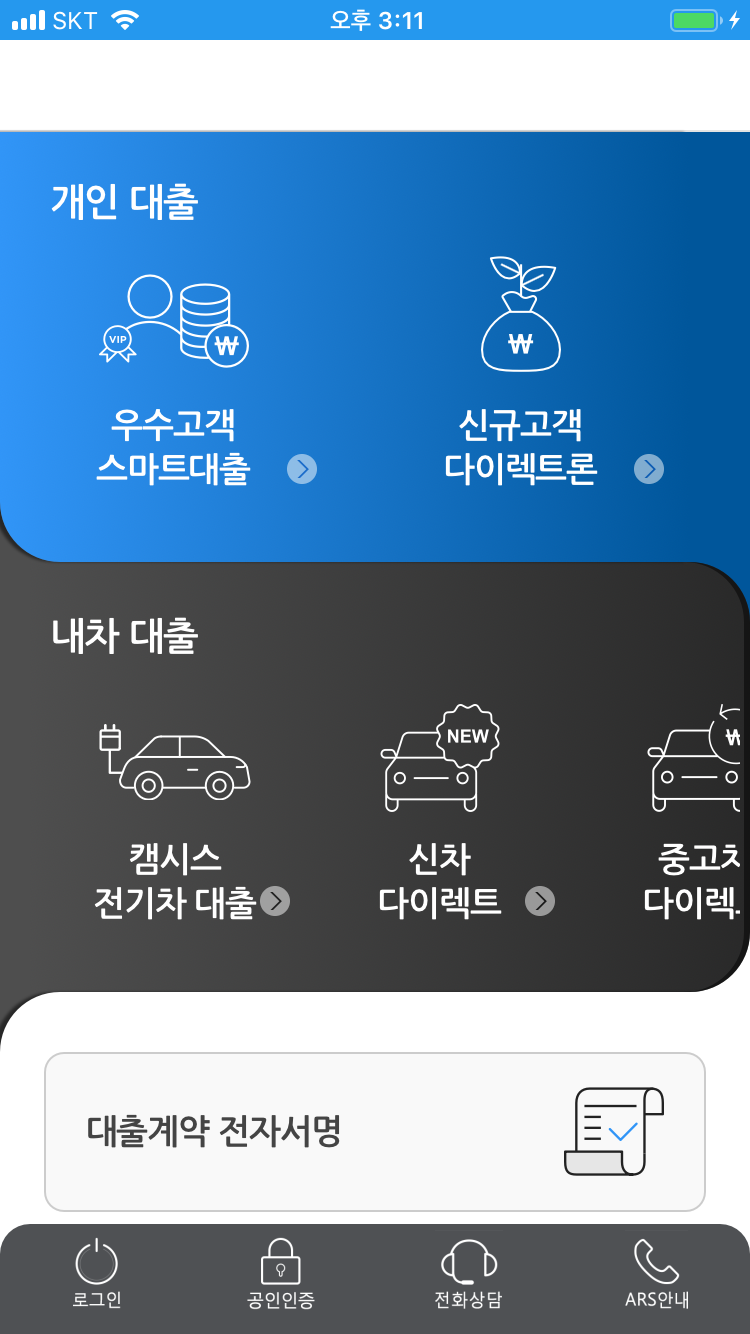 SKT 오후 3:11
개인 대출
VIP ₩ ₩
우수고객 신규고객
스마트대출 다이렉트론
내차 대출
NEW ₩
캠시스 신차 중고차
전기차 대출 다이렉트 다이렉
대출계약 전자서명
로그인 공인인증 전화상담 ARS안내